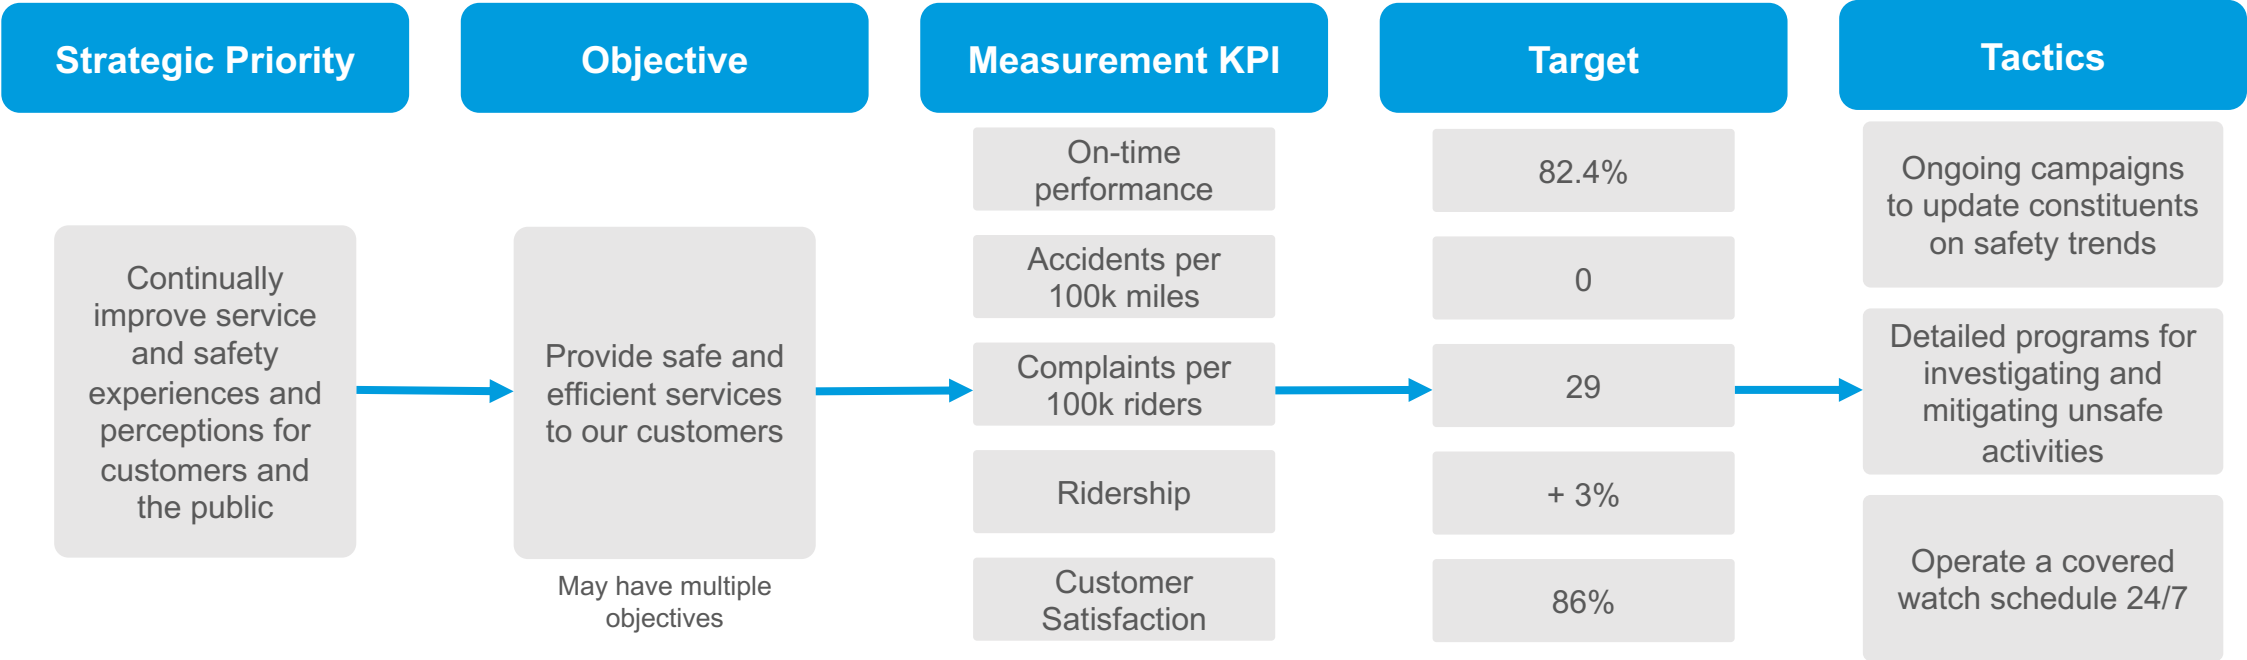 Strategic Priority
Objective
Measurement KPI
Target
Tactics
Continually
improve service
and safety
experiences and
perceptions for
customers and
the public
Provide safe and
efficient services
to our customers
May have multiple
objectives
On-time
performance
Accidents per
100k miles
Complaints per
100k riders
Ridership
Customer
Satisfaction
82.4%
0
29
+ 3%
86%
Ongoing campaigns
to update constituents
on safety trends
Detailed programs for
investigating and
mitigating unsafe
activities
Operate a covered
watch schedule 24/7